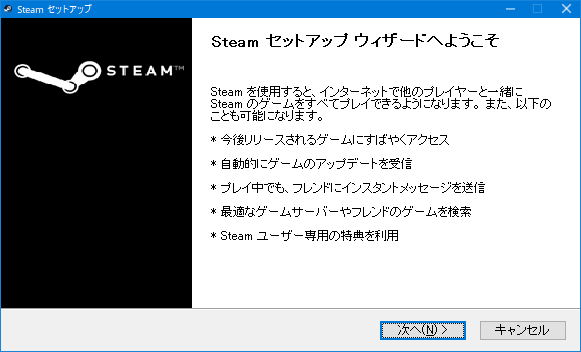 Steam セットアップ
STEAM™
Steam セットアップ ウィザードへようこそ
Steam を使用すると、インターネットで他のプレイヤーと一緒に
Steam のゲームをすべてプレイできるようになります。また、以下の
ことも可能になります。
* 今後リリースされるゲームにすばやくアクセス
* 自動的にゲームのアップデートを受信
* プレイ中でも、フレンドにインスタントメッセージを送信
* 最適なゲームサーバーやフレンドのゲームを検索
* Steam ユーザー専用の特典を利用
次へ(N) >
キャンセル